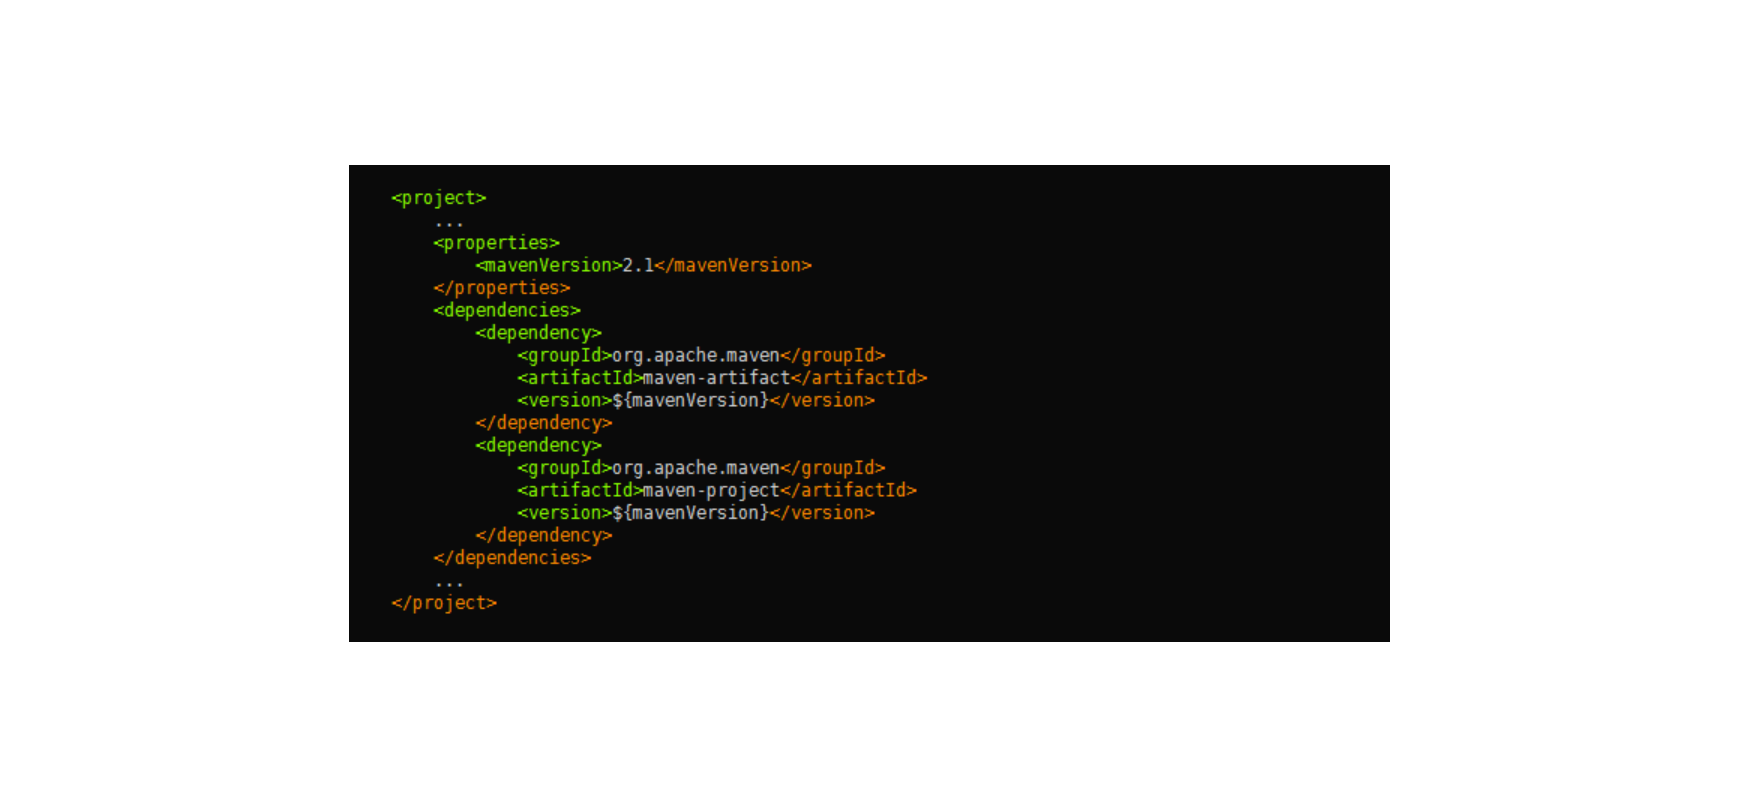 <project>
...
<properties>
<mavenVersion>2.1</mavenVersion>
</properties>
<dependencies>
<dependency>
<groupId>org.apache.maven</groupId>
<artifactId>maven-artifact</artifactId>
<version>${mavenVersion}</version>
</dependency>
<dependency>
<groupId>org.apache.maven</groupId>
<artifactId>maven-project</artifactId>
<version>${mavenVersion}</version>
</dependency>
</dependencies>
...
</project>